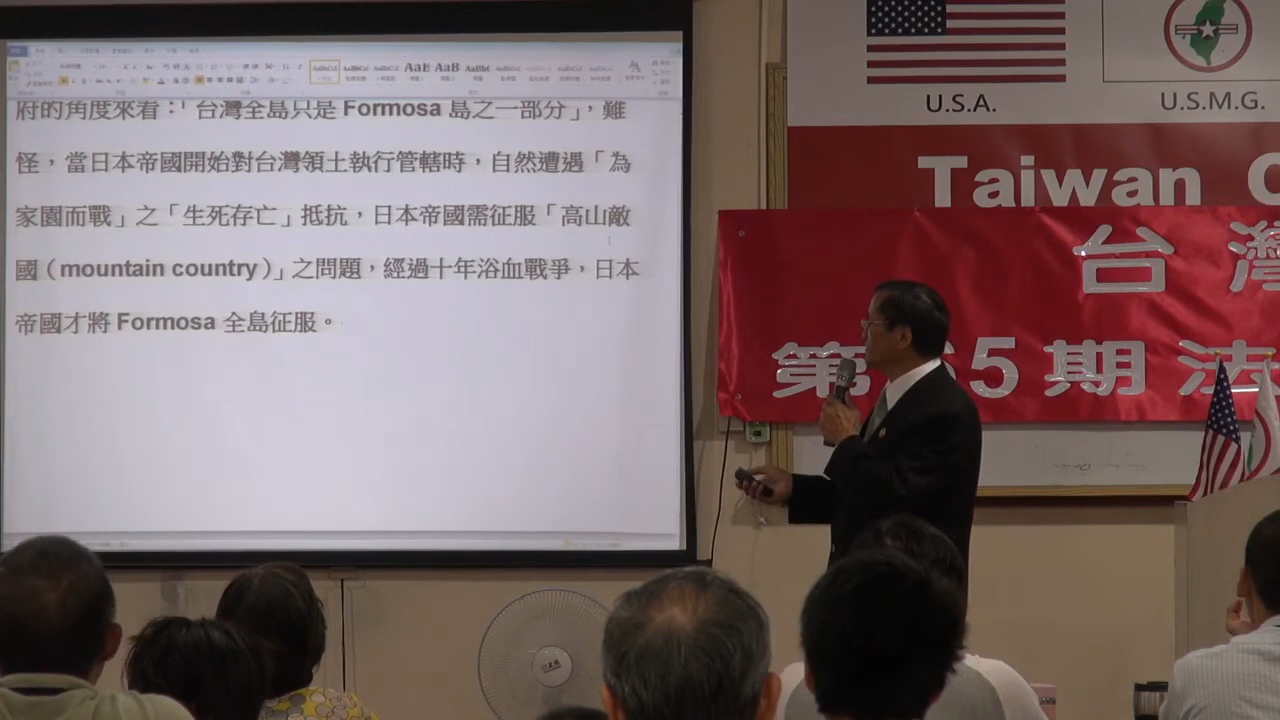 府的角度來看：「台灣全島只是 Formosa 島之一部分」，難
怪，當日本帝國開始對台灣領土執行管轄時，自然遭遇「為
家園而戰」之「生死存亡」抵抗，日本帝國需征服「高山敵
國（mountain country）」之問題，經過十年浴血戰爭，日本
帝國才將 Formosa 全島征服。
U.S.A.
U.S.M.G.
Taiwan C
台灣
第65期法